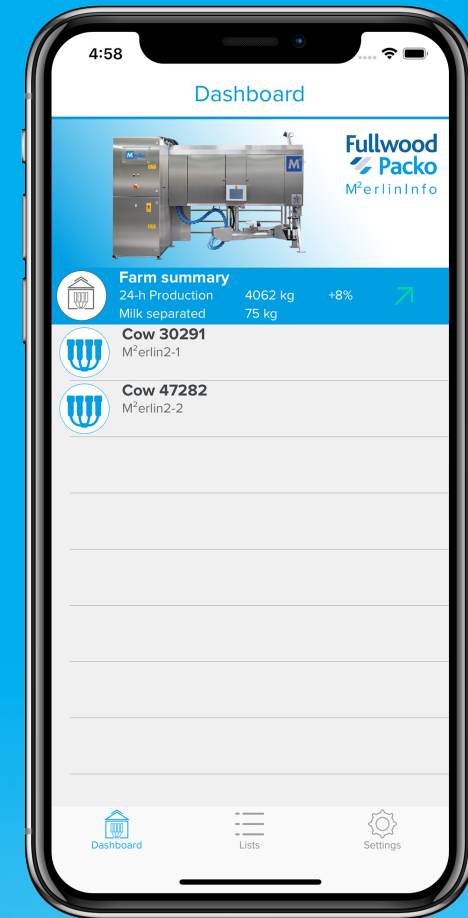 4:58
Dashboard
Fullwood
Packo
M²erlinInfo
M
Farm summary
24-h Production 4062 kg +8%
Milk separated 75 kg
Cow 30291
M²erlin2-1
Cow 47282
M²erlin2-2
Dashboard
Lists
Settings